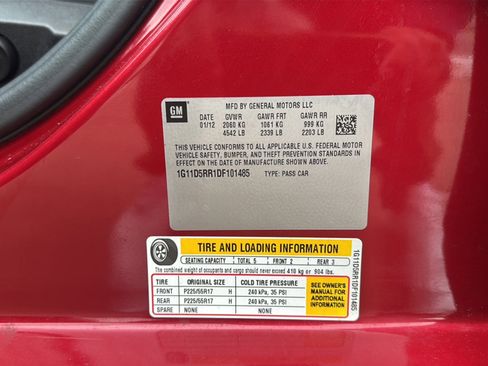 GM
MFD BY GENERAL MOTORS LLC
DATE GVWR GAWR FRT GAWR RR
01/12 2060 KG 1061 KG 999 KG
4542 LB 2339 LB 2203 LB
THIS VEHICLE CONFORMS TO ALL APPLICABLE U.S. FEDERAL MOTOR
VEHICLE SAFETY, BUMPER, AND THEFT PREVENTION STANDARDS IN
EFFECT ON THE DATE OF MANUFACTURE SHOWN ABOVE.
1G11D5RR1DF101485 TYPE: PASS CAR
TIRE AND LOADING INFORMATION
SEATING CAPACITY TOTAL 5 FRONT 2 REAR 3
The combined weight of occupants and cargo should never exceed 410 kg or 904 lbs.
TIRE ORIGINAL SIZE COLD TIRE PRESSURE
FRONT P225/55R17 H 240 kPa, 35 PSI
REAR P225/55R17 H 240 kPa, 35 PSI
SPARE NONE NONE
SEE OWNER'S
MANUAL FOR
ADDITIONAL
INFORMATION
1G11D5RR1DF101485